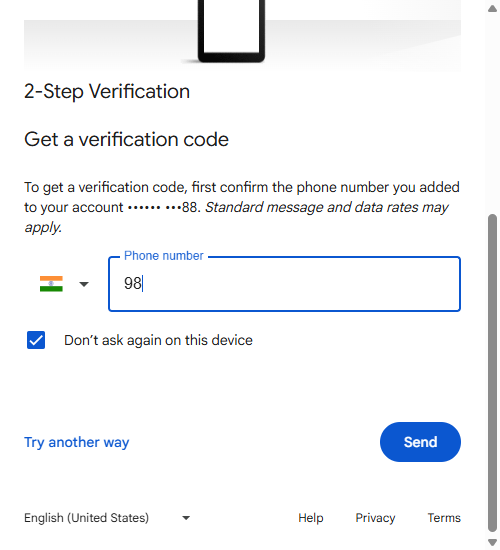 2-Step Verification
Get a verification code
To get a verification code, first confirm the phone number you added
to your account •••••• •••88. Standard message and data rates may
apply.
Phone number
98
Don’t ask again on this device
Try another way
Send
English (United States)
Help
Privacy
Terms